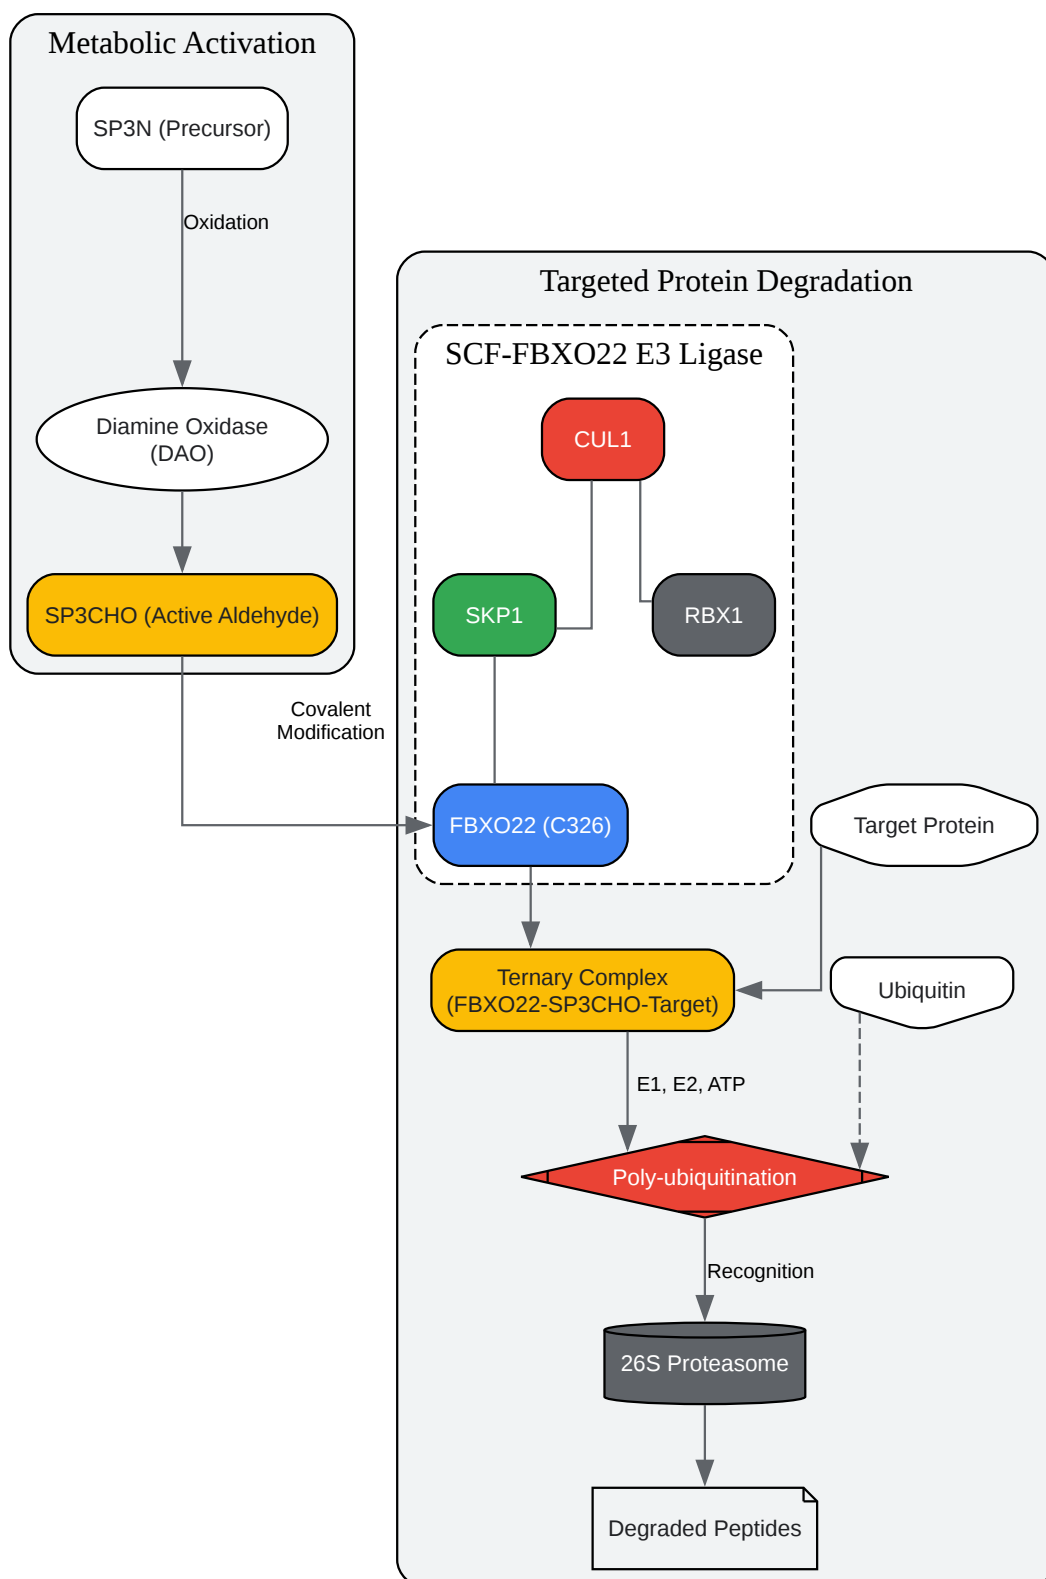 Metabolic Activation
SP3N (Precursor)
Oxidation
Diamine Oxidase
(DAO)
SP3CHO (Active Aldehyde)
Covalent
Modification
Targeted Protein Degradation
SCF-FBXO22 E3 Ligase
CUL1
SKP1
RBX1
FBXO22 (C326)
Target Protein
Ternary Complex
(FBXO22-SP3CHO-Target)
Ubiquitin
E1, E2, ATP
Poly-ubiquitination
Recognition
26S Proteasome
Degraded Peptides